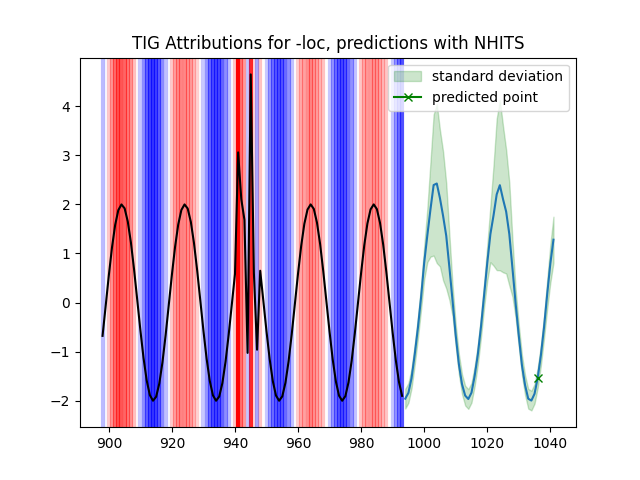 TIG Attributions for -loc, predictions with NHITS
standard deviation
predicted point
4
3
2
1
0
−1
−2
900 920 940 960 980 1000 1020 1040